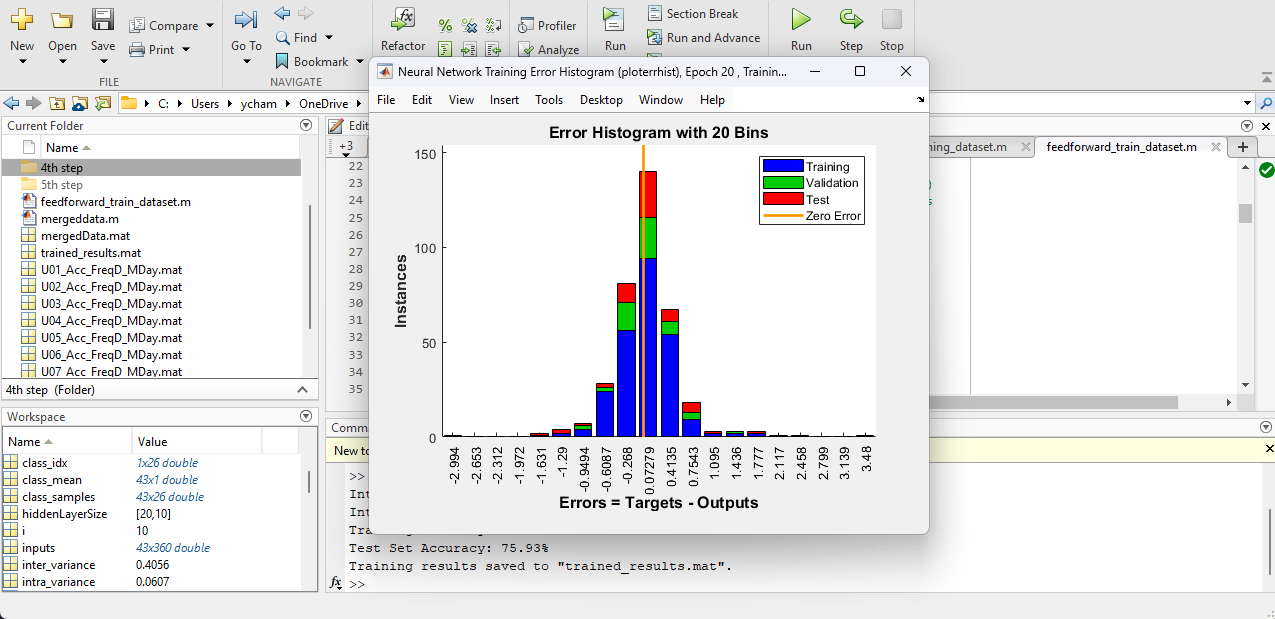 New
Open
Save
Compare
Print
FILE
Go To
Find
Bookmark
NAVIGATE
Refactor
Profiler
Analyze
Run
Section Break
Run and Advance
Run
Step
Stop
C:
Users
ycham
OneDrive
Current Folder
Name
4th step
5th step
feedforward_train_dataset.m
mergeddata.m
mergedData.mat
trained_results.mat
U01_Acc_FreqD_MDay.mat
U02_Acc_FreqD_MDay.mat
U03_Acc_FreqD_MDay.mat
U04_Acc_FreqD_MDay.mat
U05_Acc_FreqD_MDay.mat
U06_Acc_FreqD_MDay.mat
U07_Acc_FreqD_MDay.mat
4th step (Folder)
Workspace
Name
Value
class_idx 1x26 double
class_mean 43x1 double
class_samples 43x26 double
hiddenLayerSize [20,10]
i 10
inputs 43x360 double
inter_variance 0.4056
intra_variance 0.0607
+3
ning_dataset.m
feedforward_train_dataset.m
22
23
24
25
26
27
28
29
30
31
32
33
34
35
Neural Network Training Error Histogram (ploterrhist), Epoch 20 , Trainin...
File Edit View Insert Tools Desktop Window Help
Error Histogram with 20 Bins
Training
Validation
Test
Zero Error
150
100
50
0
Instances
-2.994
-2.653
-2.312
-1.972
-1.631
-1.29
-0.9494
-0.6087
-0.268
0.07279
0.4135
0.7543
1.095
1.436
1.777
2.117
2.458
2.799
3.139
3.48
Errors = Targets - Outputs
>>
Test Set Accuracy: 75.93%
Training results saved to "trained_results.mat".
fx >>